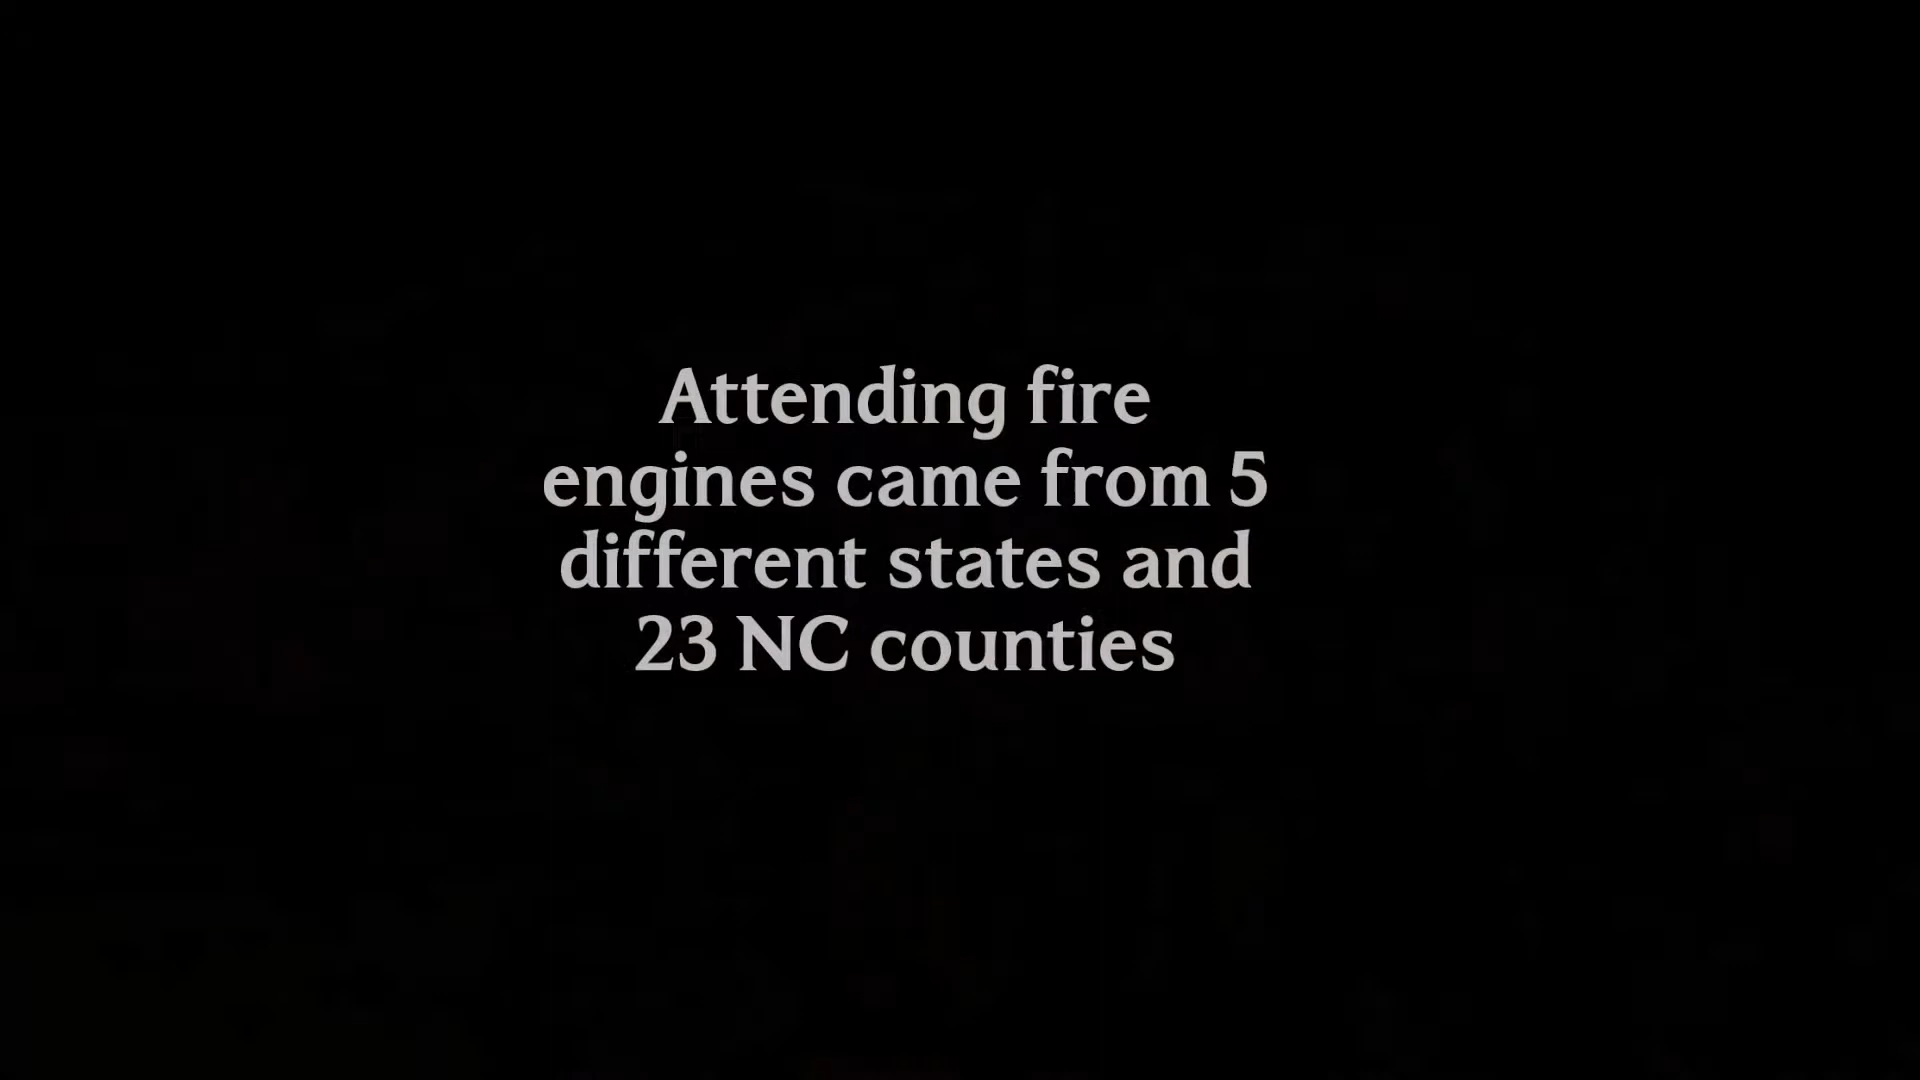 Attending fire
engines came from 5
different states and
23 NC counties